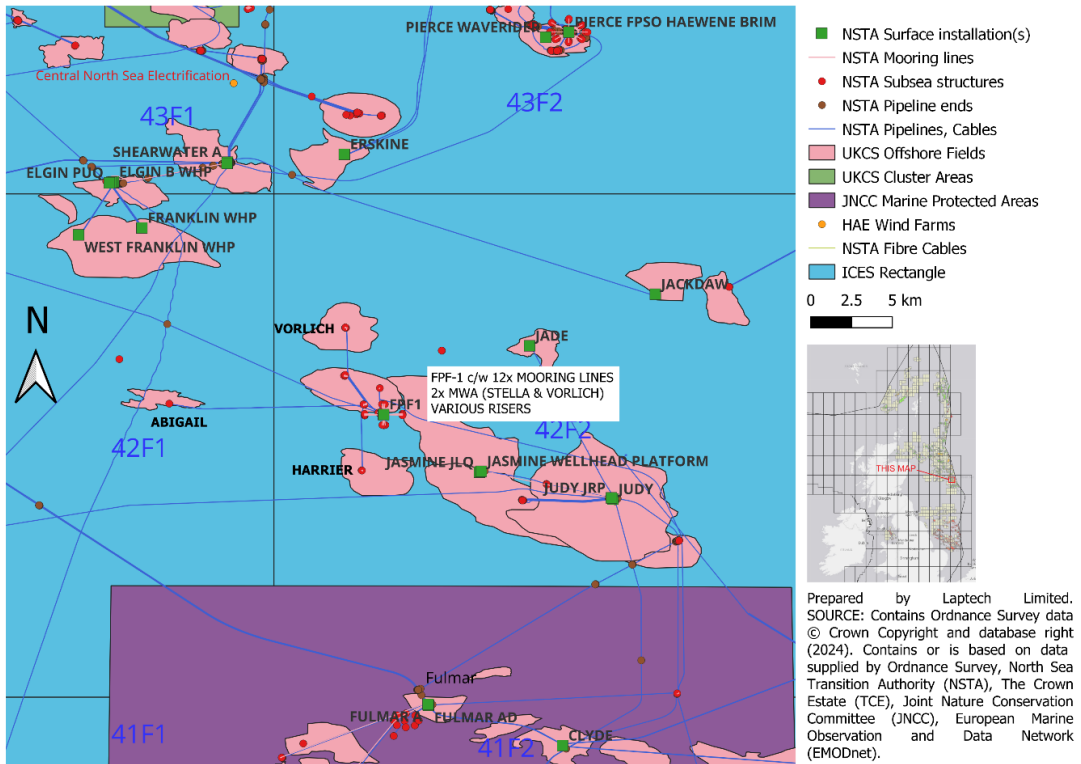 PIERCE WAVERIDER
PIERCE FPSO HAEWENE BRIM
Central North Sea Electrification
43F1
43F2
SHEARWATER A
ERSKINE
ELGIN PUQ
ELGIN B WHP
FRANKLIN WHP
WEST FRANKLIN WHP
JACKDAW
N
VORLICH
JADE
FPF-1 c/w 12x MOORING LINES
2x MWA (STELLA & VORLICH)
VARIOUS RISERS
FPF1
ABIGAIL
42F1
42F2
HARRIER
JASMINE JLQ
JASMINE WELLHEAD PLATFORM
JUDY JRP
JUDY
Fulmar
FULMAR A
FULMAR AD
CLYDE
41F1
41F2
NSTA Surface installation(s)
NSTA Mooring lines
NSTA Subsea structures
NSTA Pipeline ends
NSTA Pipelines, Cables
UKCS Offshore Fields
UKCS Cluster Areas
JNCC Marine Protected Areas
HAE Wind Farms
NSTA Fibre Cables
ICES Rectangle
0 2.5 5 km
THIS MAP
Prepared by Laptech Limited.
SOURCE: Contains Ordnance Survey data
© Crown Copyright and database right
(2024). Contains or is based on data
supplied by Ordnance Survey, North Sea
Transition Authority (NSTA), The Crown
Estate (TCE), Joint Nature Conservation
Committee (JNCC), European Marine
Observation and Data Network
(EMODnet).